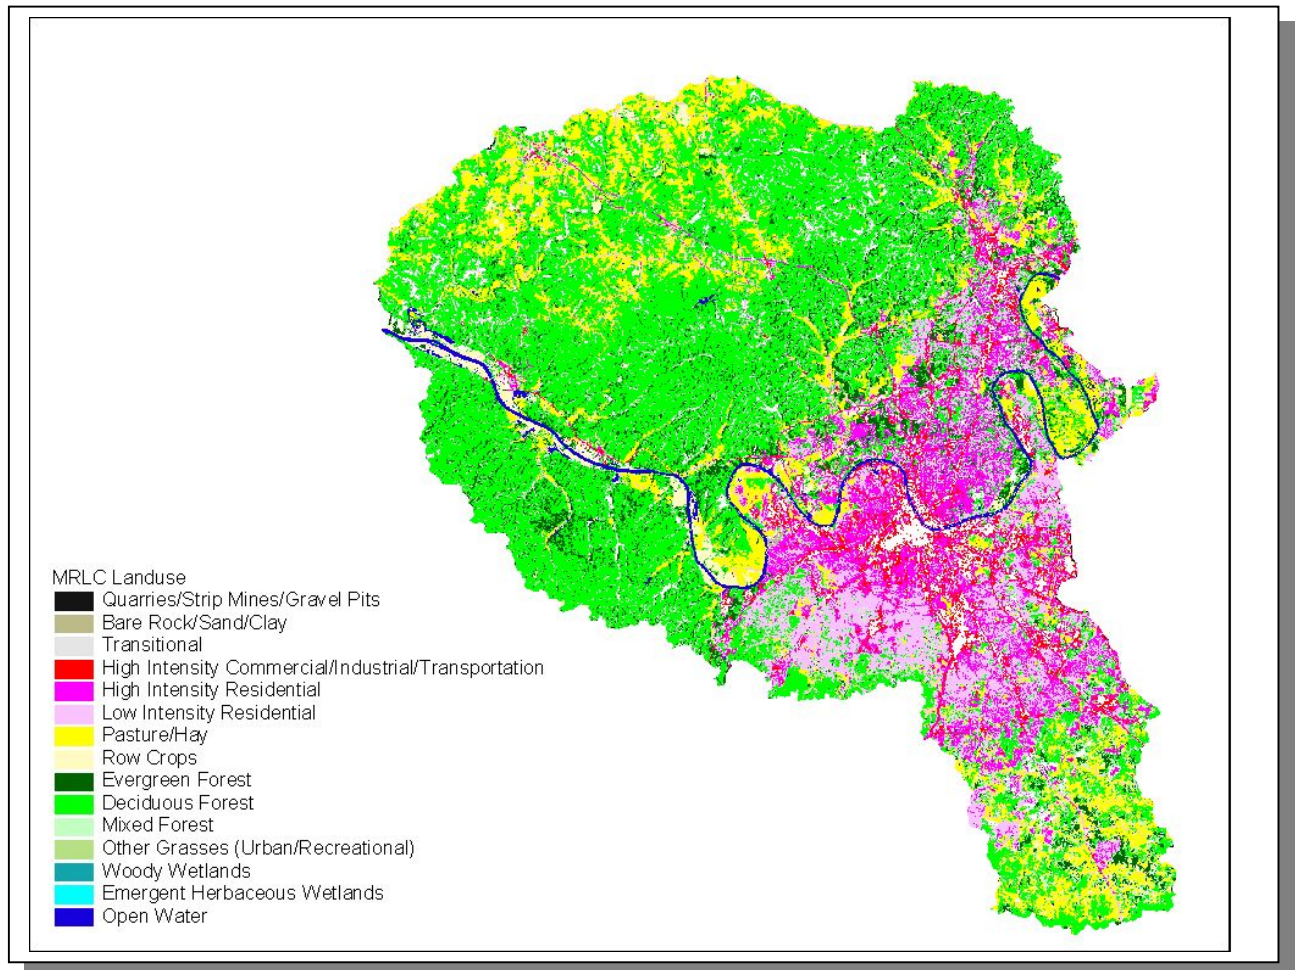 MRLC Landuse
Quarries/Strip Mines/Gravel Pits
Bare Rock/Sand/Clay
Transitional
High Intensity Commercial/Industrial/Transportation
High Intensity Residential
Low Intensity Residential
Pasture/Hay
Row Crops
Evergreen Forest
Deciduous Forest
Mixed Forest
Other Grasses (Urban/Recreational)
Woody Wetlands
Emergent Herbaceous Wetlands
Open Water